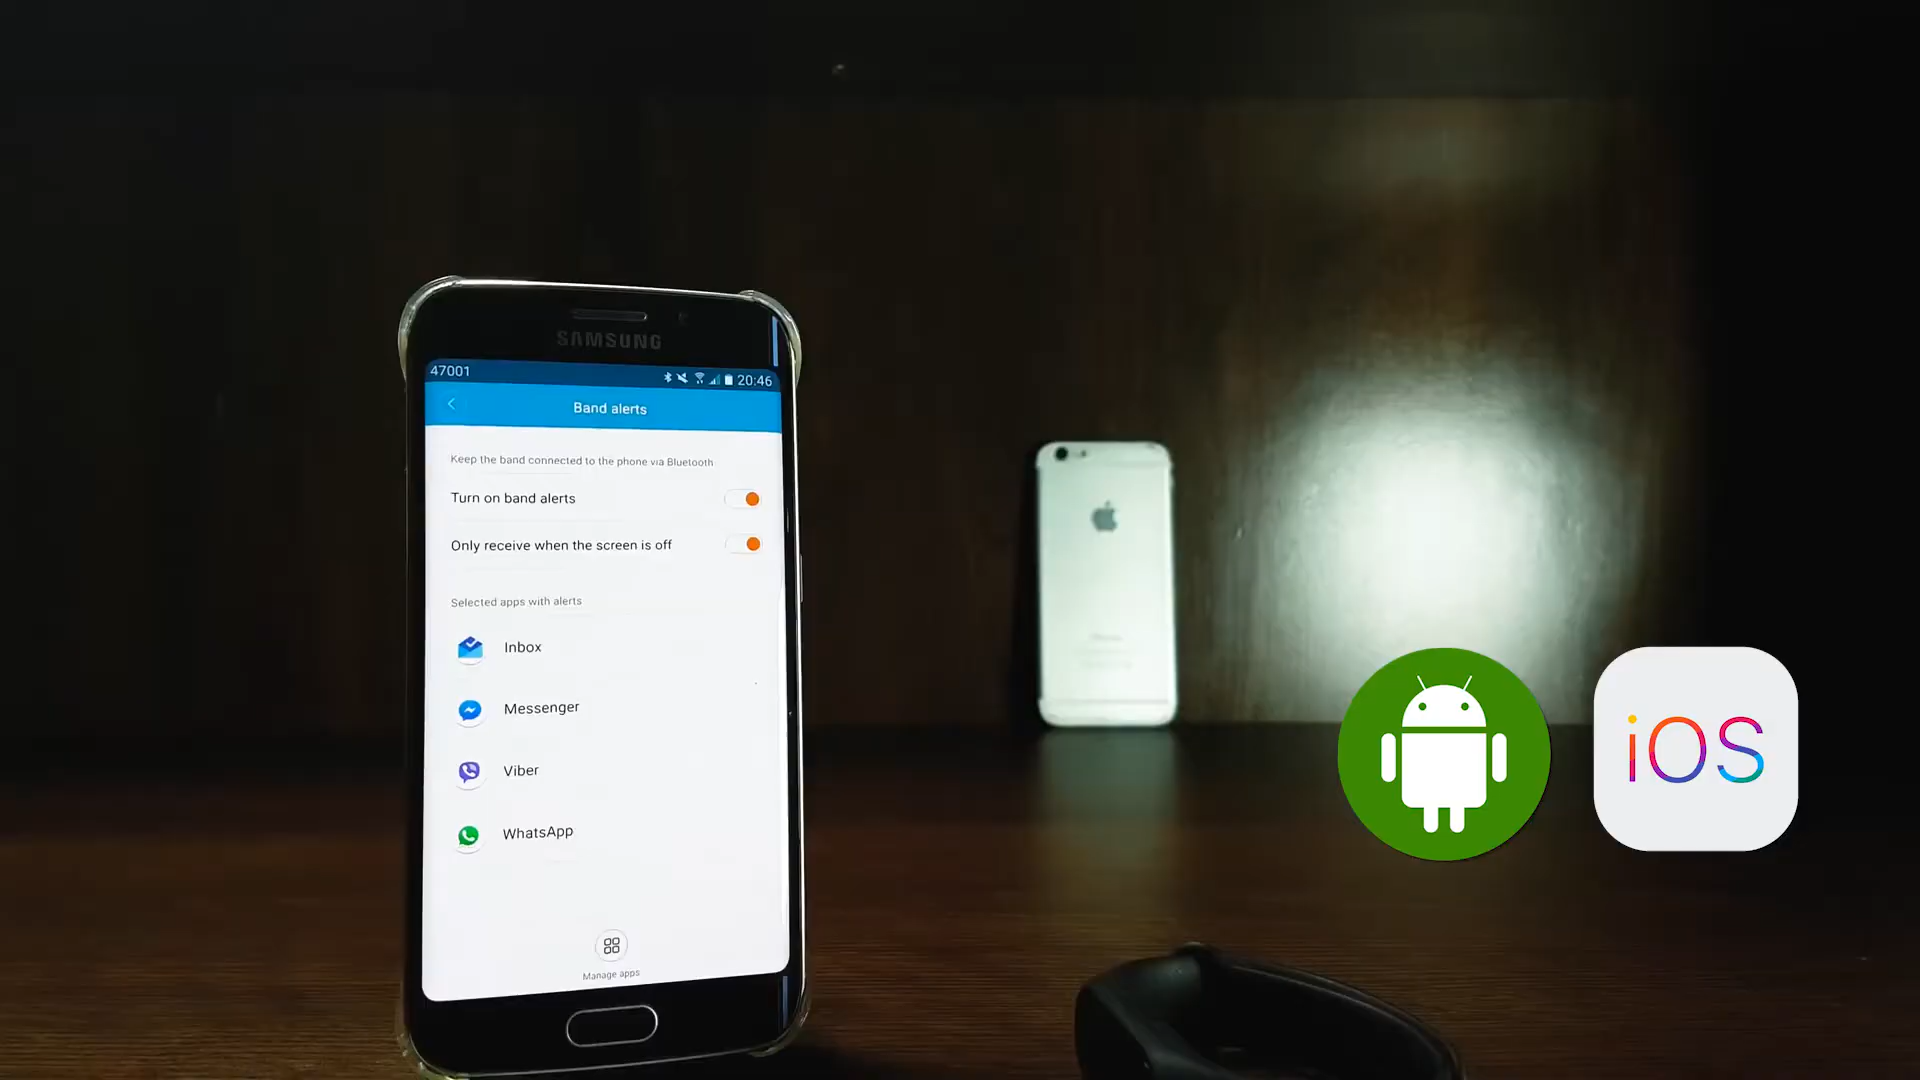 SAMSUNG
47001
20:46
Band alerts
Keep the band connected to the phone via Bluetooth
Turn on band alerts
Only receive when the screen is off
Selected apps with alerts
Inbox
Messenger
Viber
WhatsApp
Manage apps
iOS